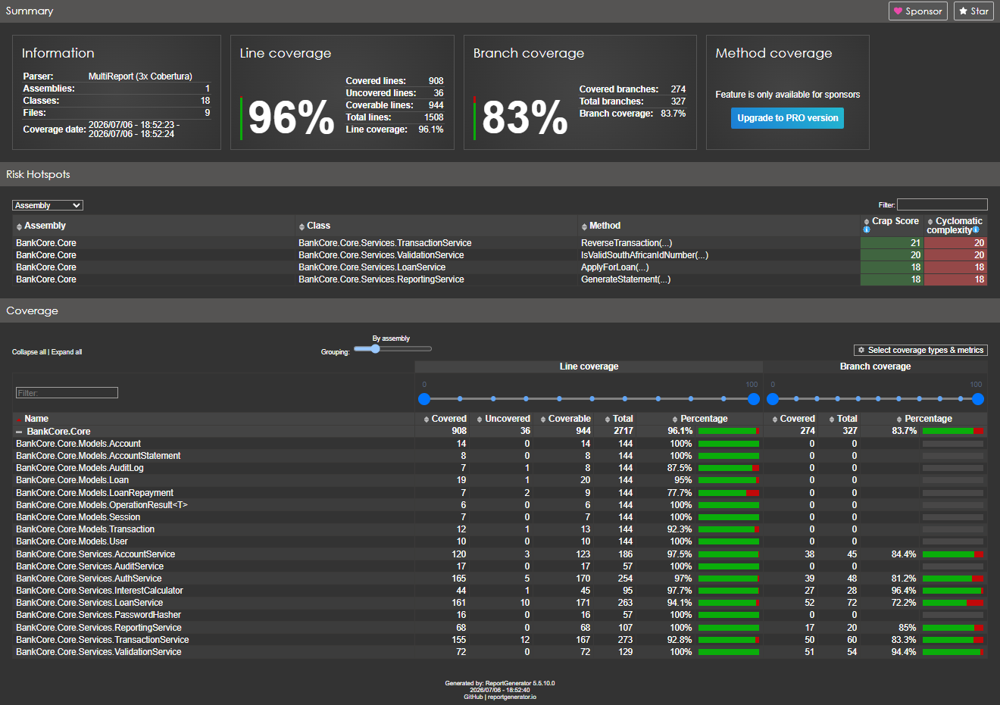 Summary
Sponsor
Star
Information
Parser: MultiReport (3x Cobertura)
Assemblies: 1
Classes: 18
Files: 9
Coverage date: 2026/07/06 - 18:52:23 -
2026/07/06 - 18:52:24
Line coverage
96%
Covered lines: 908
Uncovered lines: 36
Coverable lines: 944
Total lines: 1508
Line coverage: 96.1%
Branch coverage
83%
Covered branches: 274
Total branches: 327
Branch coverage: 83.7%
Method coverage
Feature is only available for sponsors
Upgrade to PRO version
Risk Hotspots
Assembly
Filter:
Assembly Class Method Crap Score Cyclomatic complexity
BankCore.Core BankCore.Core.Services.TransactionService ReverseTransaction(...) 21 20
BankCore.Core BankCore.Core.Services.ValidationService IsValidSouthAfricanIdNumber(...) 20 20
BankCore.Core BankCore.Core.Services.LoanService ApplyForLoan(...) 18 18
BankCore.Core BankCore.Core.Services.ReportingService GenerateStatement(...) 18 18
Coverage
Collapse all | Expand all
By assembly
Grouping:
Select coverage types & metrics
Line coverage Branch coverage
Filter:
0 100 0 100
Name Covered Uncovered Coverable Total Percentage Covered Total Percentage
BankCore.Core 908 36 944 2717 96.1% 274 327 83.7%
BankCore.Core.Models.Account 14 0 14 144 100% 0 0
BankCore.Core.Models.AccountStatement 8 0 8 144 100% 0 0
BankCore.Core.Models.AuditLog 7 1 8 144 87.5% 0 0
BankCore.Core.Models.Loan 19 1 20 144 95% 0 0
BankCore.Core.Models.LoanRepayment 7 2 9 144 77.7% 0 0
BankCore.Core.Models.OperationResult<T> 6 0 6 144 100% 0 0
BankCore.Core.Models.Session 7 0 7 144 100% 0 0
BankCore.Core.Models.Transaction 12 1 13 144 92.3% 0 0
BankCore.Core.Models.User 10 0 10 144 100% 0 0
BankCore.Core.Services.AccountService 120 3 123 186 97.5% 38 45 84.4%
BankCore.Core.Services.AuditService 17 0 17 57 100% 0 0
BankCore.Core.Services.AuthService 165 5 170 254 97% 39 48 81.2%
BankCore.Core.Services.InterestCalculator 44 1 45 95 97.7% 27 28 96.4%
BankCore.Core.Services.LoanService 161 10 171 263 94.1% 52 72 72.2%
BankCore.Core.Services.PasswordHasher 16 0 16 57 100% 0 0
BankCore.Core.Services.ReportingService 68 0 68 107 100% 17 20 85%
BankCore.Core.Services.TransactionService 155 12 167 273 92.8% 50 60 83.3%
BankCore.Core.Services.ValidationService 72 0 72 129 100% 51 54 94.4%
Generated by: ReportGenerator 5.5.10.0
2026/07/06 - 18:52:40
GitHub | reportgenerator.io